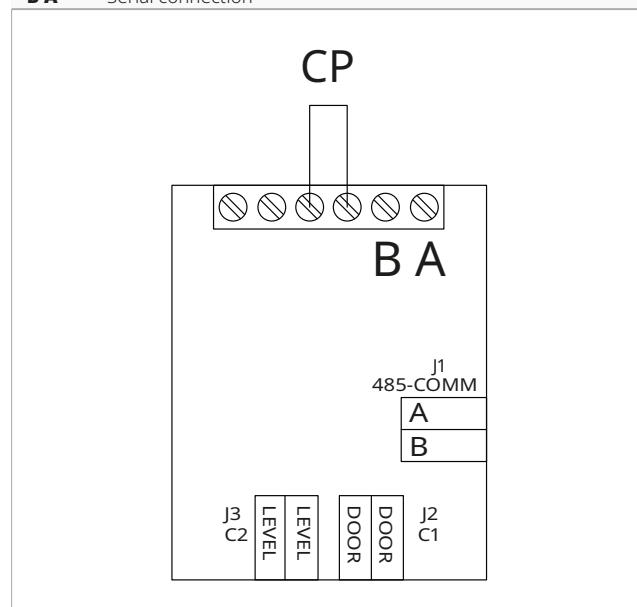 Serial connection
CP
B A
J1
485-COMM
A
B
J3
C2
LEVEL
LEVEL
DOOR
DOOR
J2
C1